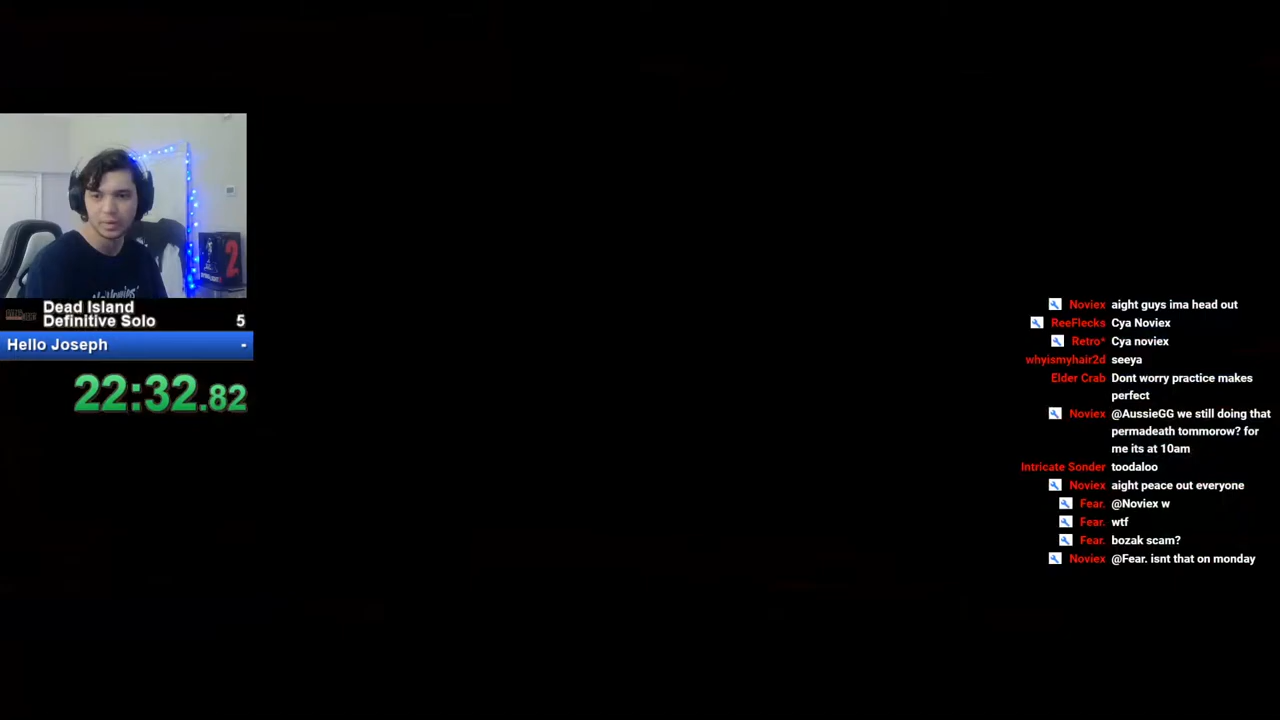 Dead Island
Definitive Solo 5
Hello Joseph -
22:32.82
2
Noviex aight guys ima head out
ReeFlecks Cya Noviex
Retro* Cya noviex
whyismyhair2d seeya
Elder Crab Dont worry practice makes
perfect
Noviex @AussieGG we still doing that
permadeath tommorow? for
me its at 10am
Intricate Sonder toodaloo
Noviex aight peace out everyone
Fear. @Noviex w
Fear. wtf
Fear. bozak scam?
Noviex @Fear. isnt that on monday